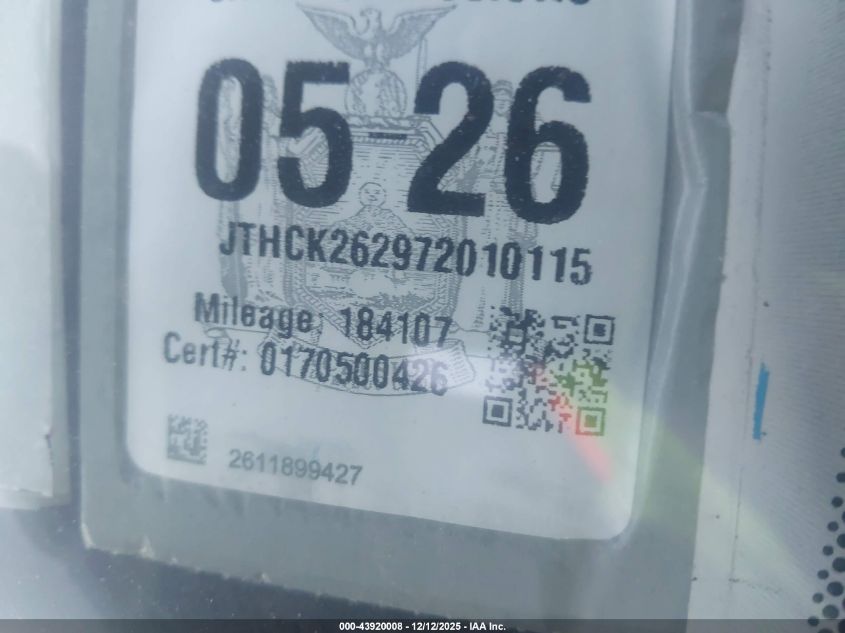 05-26
JTHCK262972010115
Mileage: 184107
Cert#: 0170500426
2611899427
000-43920008 - 12/12/2025 - IAA Inc.